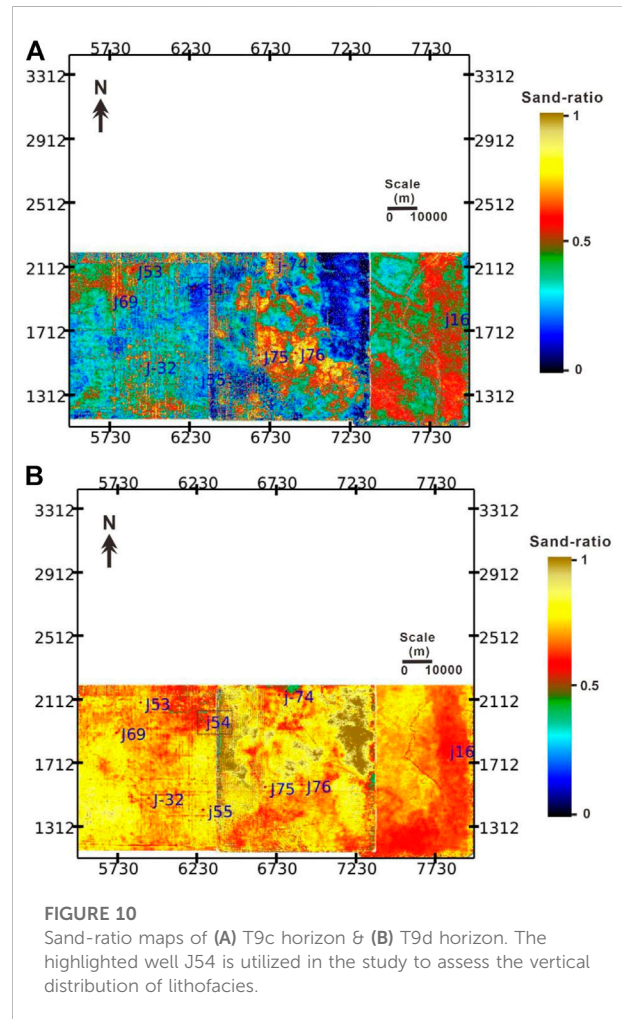 A
5730 6230 6730 7230 7730
3312 3312
N
Sand-ratio
1
2912 2912
Scale
(m)
0 10000
2512 2512
0.5
2112 J53 J-74 2112
J69 J54
J16
1712 1712
J75 J76
J-32
J55
0
1312 1312
5730 6230 6730 7230 7730
B
5730 6230 6730 7230 7730
3312 3312
N
Sand-ratio
1
2912 2912
Scale
(m)
0 10000
2512 2512
0.5
2112 J53 J-74 2112
j54
J69
j16
1712 1712
J75 J76
J-32
j55
1312 1312
0
5730 6230 6730 7230 7730
FIGURE 10
Sand-ratio maps of (A) T9c horizon & (B) T9d horizon. The
highlighted well J54 is utilized in the study to assess the vertical
distribution of lithofacies.